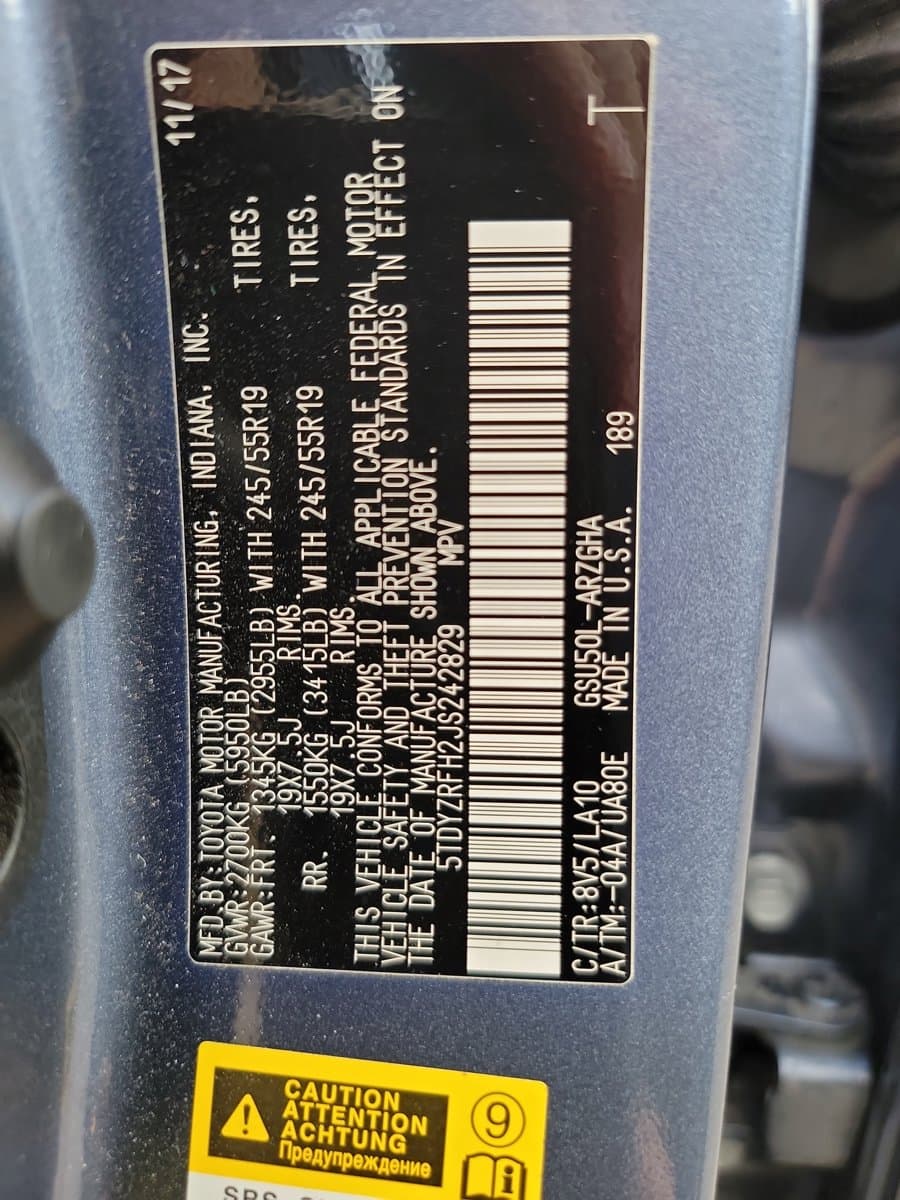 MFD.BY:TOYOTA MOTOR MANUFACTURING, INDIANA, INC. 11/17
GVWR:2700KG(5950LB)
GAWR:FRT. 1345KG (2955LB) WITH 245/55R19 TIRES,
19X7.5J RIMS.
RR. 1550KG (3415LB) WITH 245/55R19 TIRES,
19X7.5J RIMS.
THIS VEHICLE CONFORMS TO ALL APPLICABLE FEDERAL MOTOR
VEHICLE SAFETY AND THEFT PREVENTION STANDARDS IN EFFECT ON
THE DATE OF MANUFACTURE SHOWN ABOVE.
5TDYZRFH2JS242829 MPV
C/TR:8V5/LA10 GSU50L-ARZGHA
A/TM:-04A/UA80E MADE IN U.S.A. 189 T
CAUTION
ATTENTION
ACHTUNG
Предупреждение
9
i